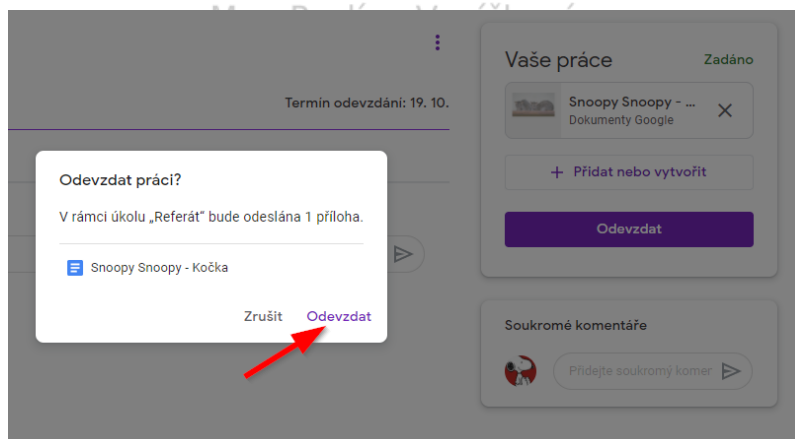 Vaše práce
Zadáno
Termín odevzdání: 19. 10.
Snoopy Snoopy - ...
Dokumenty Google
Odevzdat práci?
V rámci úkolu „Referát“ bude odeslána 1 příloha.
Snoopy Snoopy - Kočka
Zrušit Odevzdat
+ Přidat nebo vytvořit
Odevzdat
Soukromé komentáře
Přidejte soukromý komer